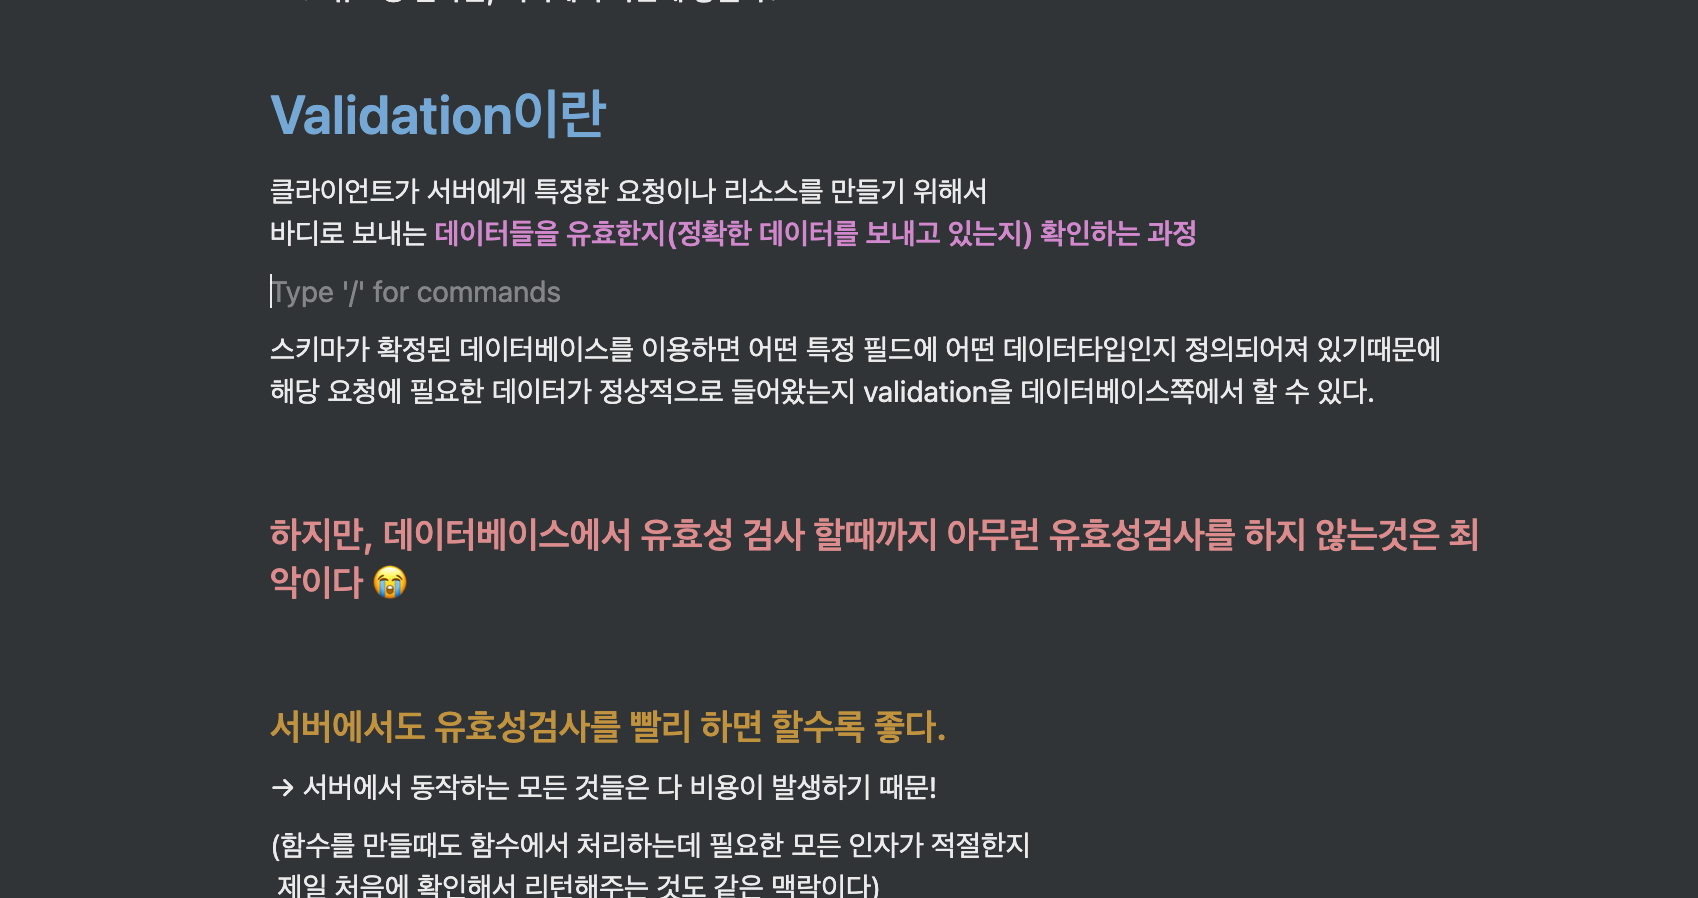 Validation이란
클라이언트가 서버에게 특정한 요청이나 리소스를 만들기 위해서
바디로 보내는 데이터들을 유효한지(정확한 데이터를 보내고 있는지) 확인하는 과정
Type '/' for commands
스키마가 확정된 데이터베이스를 이용하면 어떤 특정 필드에 어떤 데이터타입인지 정의되어져 있기때문에
해당 요청에 필요한 데이터가 정상적으로 들어왔는지 validation을 데이터베이스쪽에서 할 수 있다.
하지만, 데이터베이스에서 유효성 검사 할때까지 아무런 유효성검사를 하지 않는것은 최
악이다 😭
서버에서도 유효성검사를 빨리 하면 할수록 좋다.
→ 서버에서 동작하는 모든 것들은 다 비용이 발생하기 때문!
(함수를 만들때도 함수에서 처리하는데 필요한 모든 인자가 적절한지
제일 처음에 확인해서 리턴해주는 것도 같은 맥락이다)